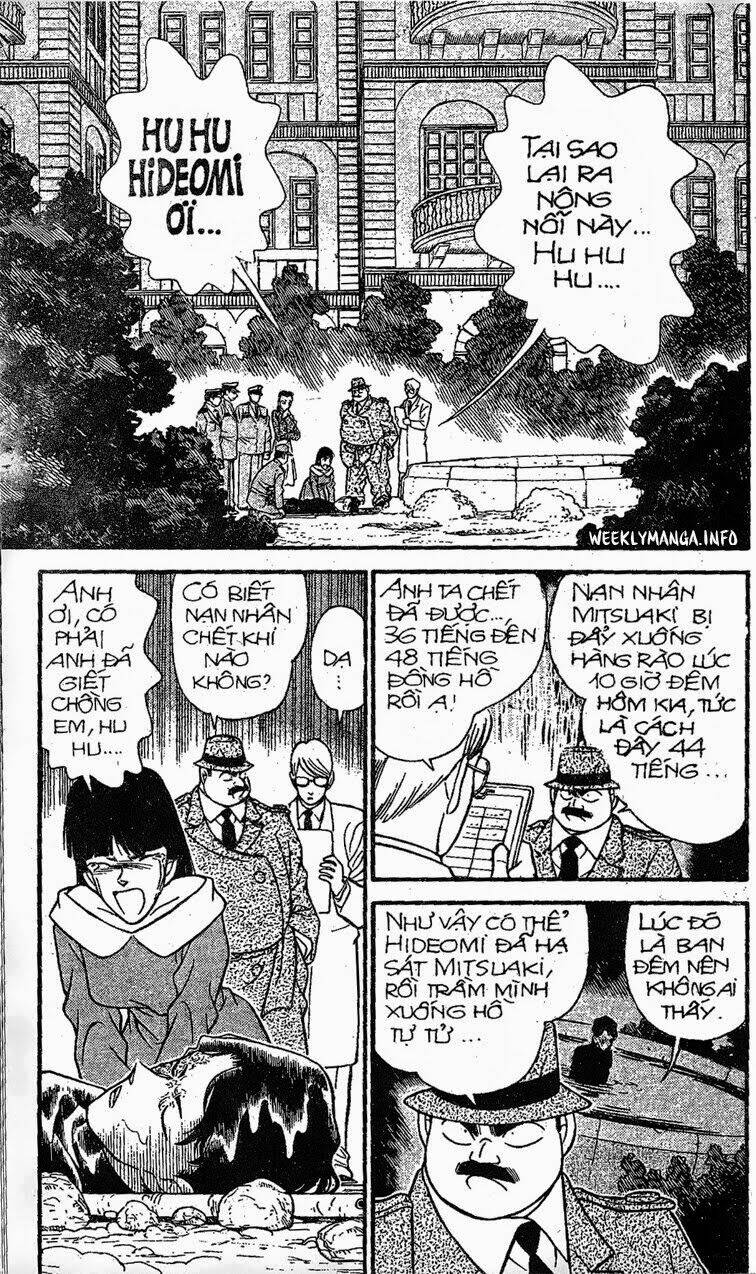 HU HU
HIDEOMI
ƠI...
TẠI SAO
LẠI RA
NÔNG
NỖI NÀY...
HU HU
HU....
WEEKLYMANGA.INFO
ANH
ƠI, CÓ
PHẢI
ANH ĐÃ
GIẾT
CHỒNG
EM, HU
HU....
CÓ BIẾT
NẠN NHÂN
CHẾT KHI
NÀO
KHÔNG?
DẠ
...
ANH TA CHẾT
ĐÃ ĐƯỢC...
36 TIẾNG ĐẾN
48 TIẾNG
ĐỒNG HỒ
RỒI Ạ!
NẠN NHÂN
MITSUAKI BỊ
ĐẨY XUỐNG
HÀNG RÀO LÚC
10 GIỜ ĐÊM
HÔM KIA, TỨC
LÀ CÁCH
ĐÂY 44
TIẾNG ...
NHƯ VẬY CÓ THỂ
HIDEOMI ĐÃ HẠ
SÁT MITSUAKI,
RỒI TRẦM MÌNH
XUỐNG HỒ
TỰ TỬ ...
LÚC ĐÓ
LÀ BAN
ĐÊM NÊN
KHÔNG AI
THẤY.